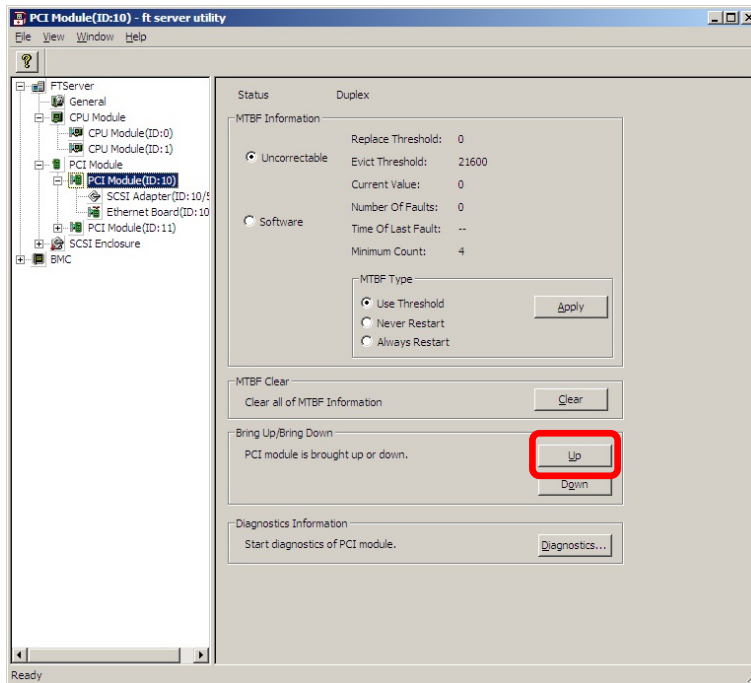 PCI Module(ID:10) - ft server utility
File View Window Help
FTServer
General
CPU Module
CPU Module(ID:0)
CPU Module(ID:1)
PCI Module
PCI Module(ID:10)
SCSI Adapter(ID:10/5
Ethernet Board(ID:10
PCI Module(ID:11)
SCSI Enclosure
BMC
Status Duplex
MTBF Information
Uncorrectable
Software
Replace Threshold: 0
Evict Threshold: 21600
Current Value: 0
Number Of Faults: 0
Time Of Last Fault: --
Minimum Count: 4
MTBF Type
Use Threshold
Never Restart
Always Restart
Apply
MTBF Clear
Clear all of MTBF Information
Clear
Bring Up/Bring Down
PCI module is brought up or down.
Up
Down
Diagnostics Information
Start diagnostics of PCI module.
Diagnostics...
Ready